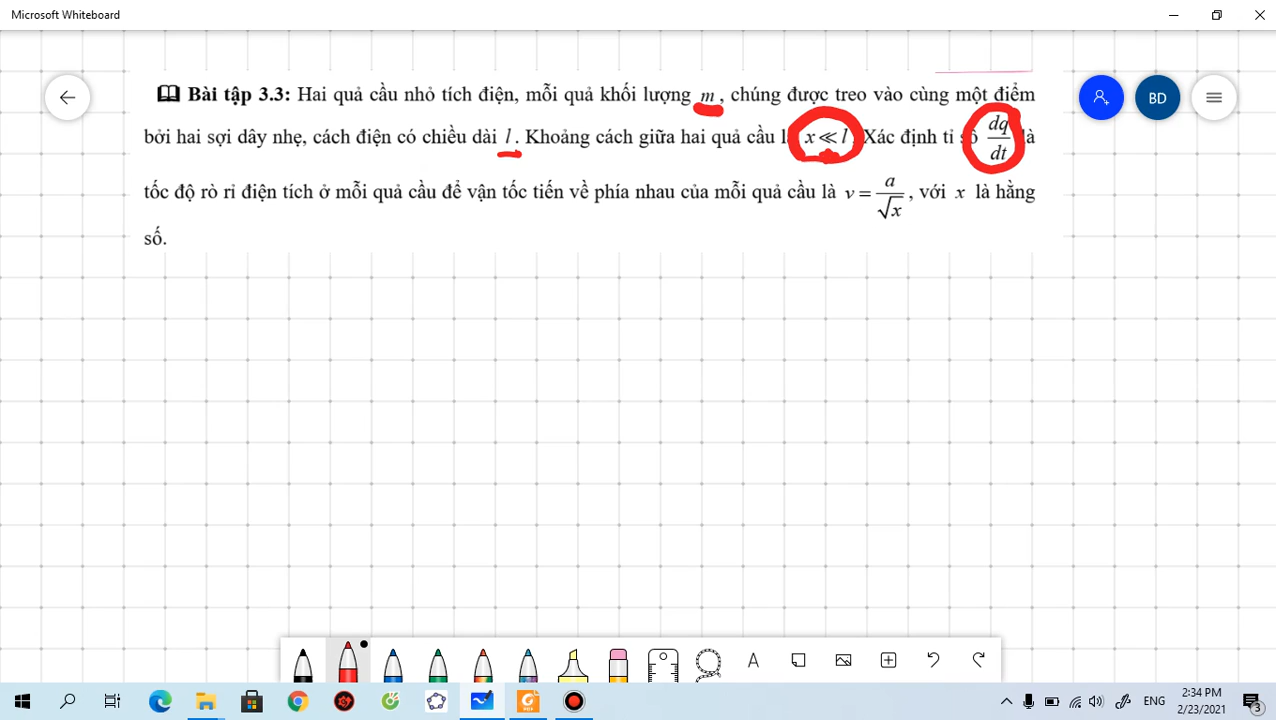 Microsoft Whiteboard
Bài tập 3.3: Hai quả cầu nhỏ tích điện, mỗi quả khối lượng m, chúng được treo vào cùng một điểm
BD
bởi hai sợi dây nhẹ, cách điện có chiều dài l. Khoảng cách giữa hai quả cầu là x ≪ l. Xác định tỉ số dq/dt là
tốc độ rò rỉ điện tích ở mỗi quả cầu để vận tốc tiến về phía nhau của mỗi quả cầu là v = a/√x, với x là hằng
số.
A
ENG
2:34 PM
2/23/2021
3